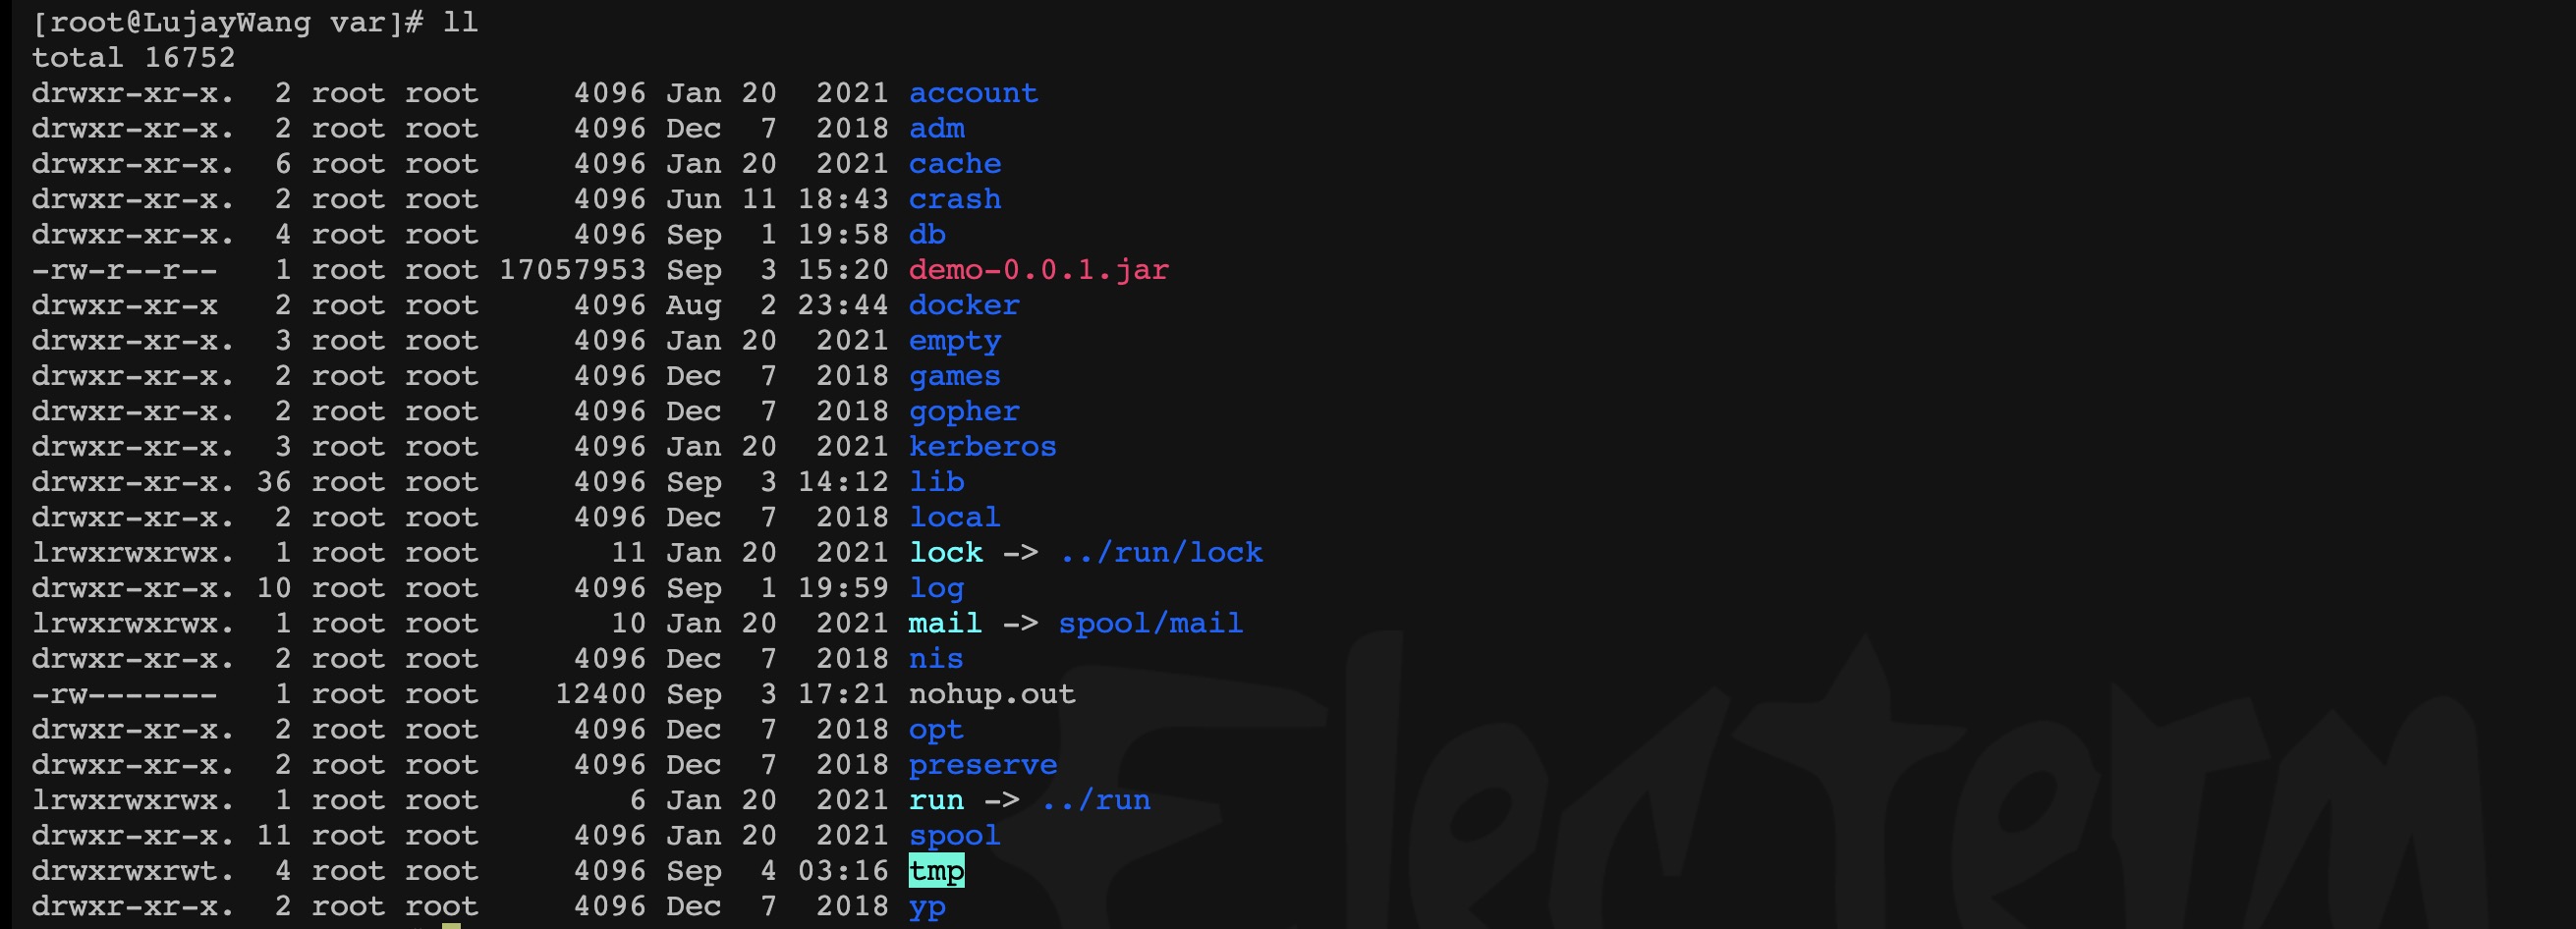 [root@LujayWang var]# ll
total 16752
drwxr-xr-x.  2 root root     4096 Jan 20  2021 account
drwxr-xr-x.  2 root root     4096 Dec  7  2018 adm
drwxr-xr-x.  6 root root     4096 Jan 20  2021 cache
drwxr-xr-x.  2 root root     4096 Jun 11 18:43 crash
drwxr-xr-x.  4 root root     4096 Sep  1 19:58 db
-rw-r--r--   1 root root 17057953 Sep  3 15:20 demo-0.0.1.jar
drwxr-xr-x   2 root root     4096 Aug  2 23:44 docker
drwxr-xr-x.  3 root root     4096 Jan 20  2021 empty
drwxr-xr-x.  2 root root     4096 Dec  7  2018 games
drwxr-xr-x.  2 root root     4096 Dec  7  2018 gopher
drwxr-xr-x.  3 root root     4096 Jan 20  2021 kerberos
drwxr-xr-x. 36 root root     4096 Sep  3 14:12 lib
drwxr-xr-x.  2 root root     4096 Dec  7  2018 local
lrwxrwxrwx.  1 root root       11 Jan 20  2021 lock -> ../run/lock
drwxr-xr-x. 10 root root     4096 Sep  1 19:59 log
lrwxrwxrwx.  1 root root       10 Jan 20  2021 mail -> spool/mail
drwxr-xr-x.  2 root root     4096 Dec  7  2018 nis
-rw-------   1 root root    12400 Sep  3 17:21 nohup.out
drwxr-xr-x.  2 root root     4096 Dec  7  2018 opt
drwxr-xr-x.  2 root root     4096 Dec  7  2018 preserve
lrwxrwxrwx.  1 root root        6 Jan 20  2021 run -> ../run
drwxr-xr-x. 11 root root     4096 Jan 20  2021 spool
drwxrwxrwt.  4 root root     4096 Sep  4 03:16 tmp
drwxr-xr-x.  2 root root     4096 Dec  7  2018 yp
Electerm